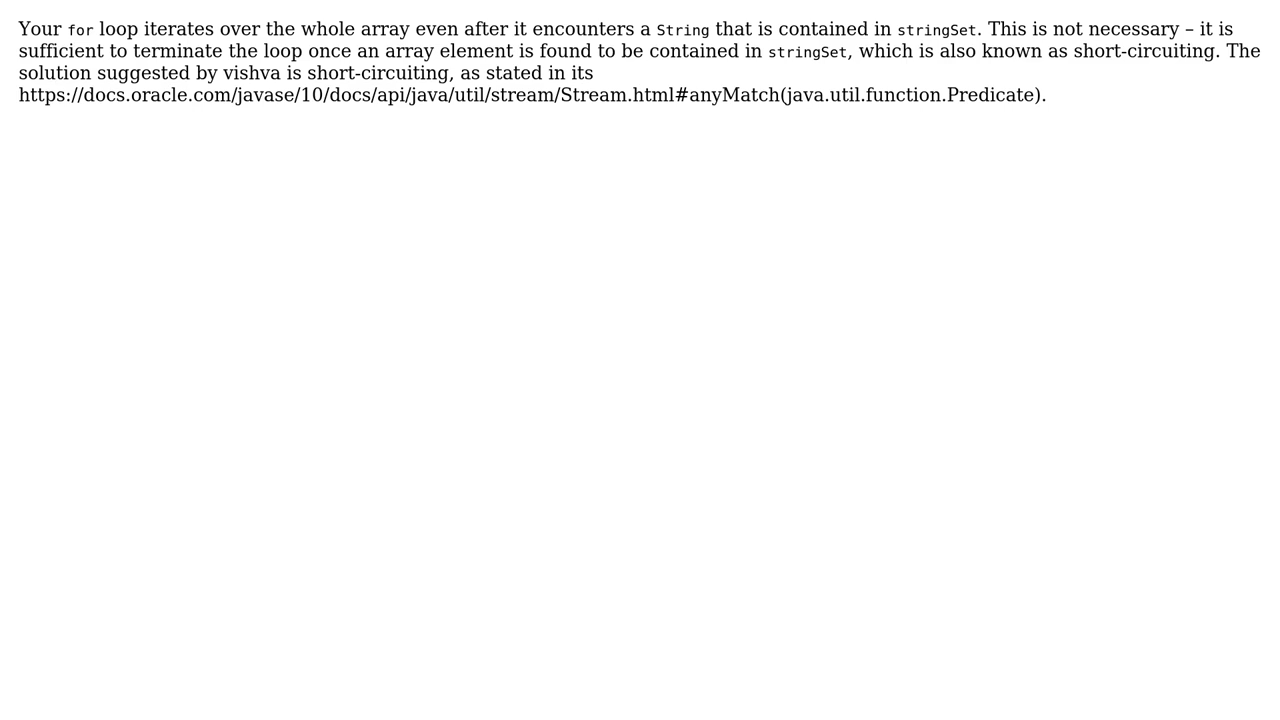 Your for loop iterates over the whole array even after it encounters a String that is contained in stringSet. This is not necessary – it is
sufficient to terminate the loop once an array element is found to be contained in stringSet, which is also known as short-circuiting. The
solution suggested by vishva is short-circuiting, as stated in its
https://docs.oracle.com/javase/10/docs/api/java/util/stream/Stream.html#anyMatch(java.util.function.Predicate).